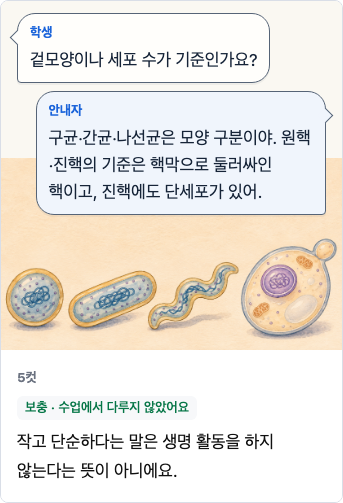 학생
겉모양이나 세포 수가 기준인가요?
안내자
구균·간균·나선균은 모양 구분이야. 원핵
·진핵의 기준은 핵막으로 둘러싸인
핵이고, 진핵에도 단세포가 있어.
5컷
보충 · 수업에서 다루지 않았어요
작고 단순하다는 말은 생명 활동을 하지
않는다는 뜻이 아니에요.